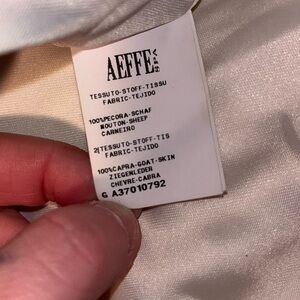 AEFFE SPA
TESSUTO-STOFF-TISSU
FABRIC-TEJIDO
100%PECORA-SCHAF
MOUTON-SHEEP
CARNEIRO
2|TESSUTO-STOFF-TIS
FABRIC-TEJIDO
100%CAPRA-GOAT-SKIN
ZIEGENLEDER
CHEVRE-CABRA
G A37010792